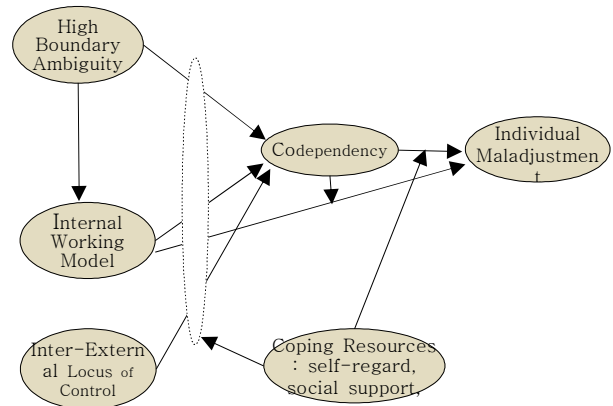 High
Boundary
Ambiguity
Codependency
Individual
Maladjustmen
t
Internal
Working
Model
Inter-Extern
al Locus of
Control
Coping Resources
: self-regard,
social support,